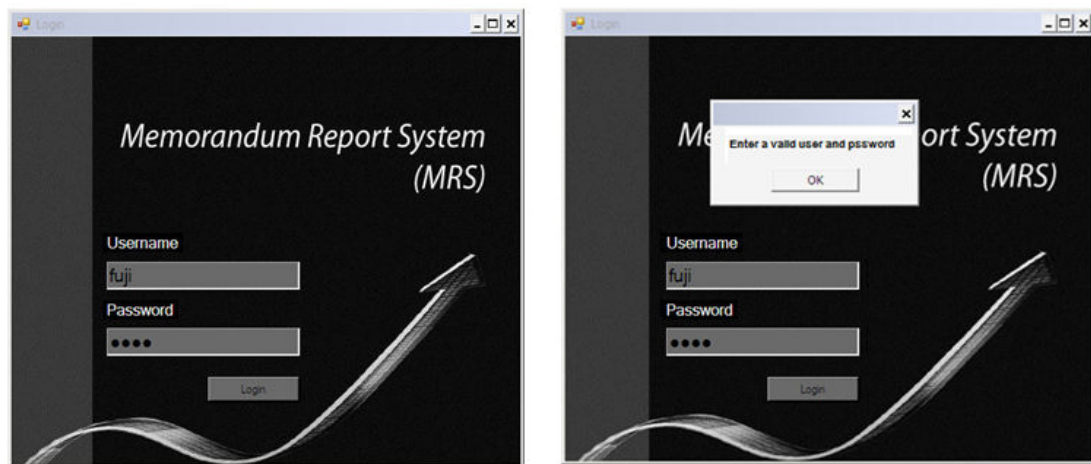 Login
Memorandum Report System
(MRS)
Username
fuji
Password
Login
Login
Enter a valid user and pssword
OK
Me
ort System
(MRS)
Username
fuji
Password
Login